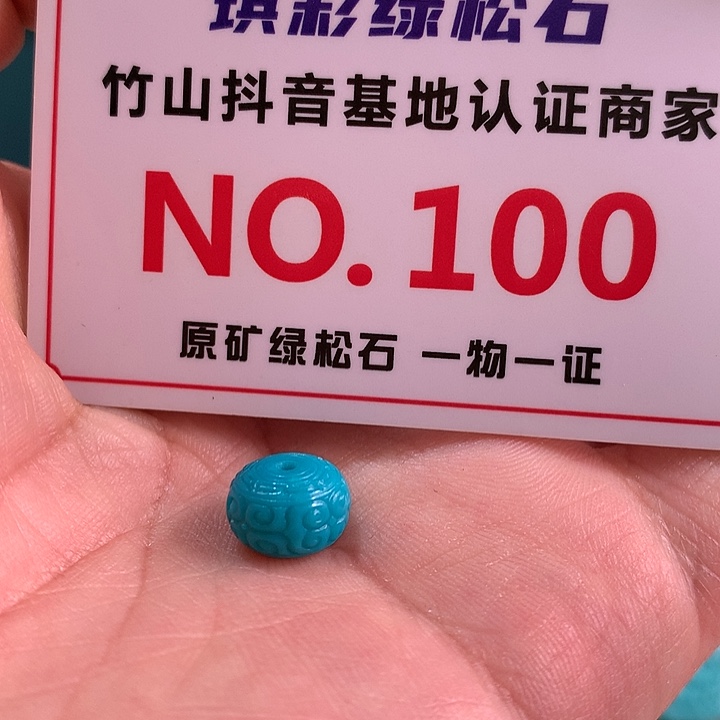 琪彩绿松石
竹山抖音基地认证商家
NO.100
原矿绿松石 一物一证